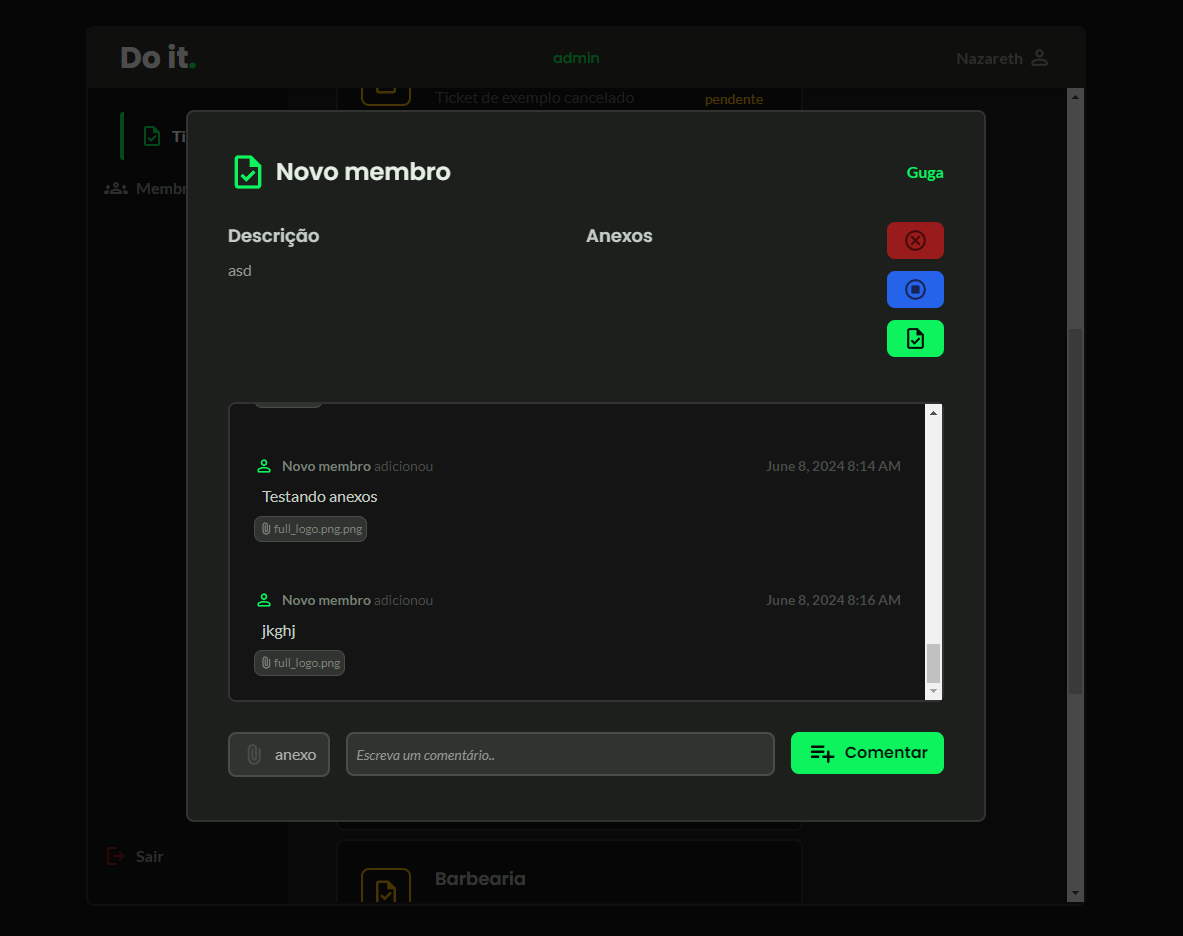 Do it.
admin
Nazareth
Ticket de exemplo cancelado
pendente
Ti
Membr
Novo membro
Guga
Descrição
Anexos
asd
Novo membro adicionou
June 8, 2024 8:14 AM
Testando anexos
full_logo.png.png
Novo membro adicionou
June 8, 2024 8:16 AM
jkghj
full_logo.png
anexo
Escreva um comentário..
Comentar
Sair
Barbearia